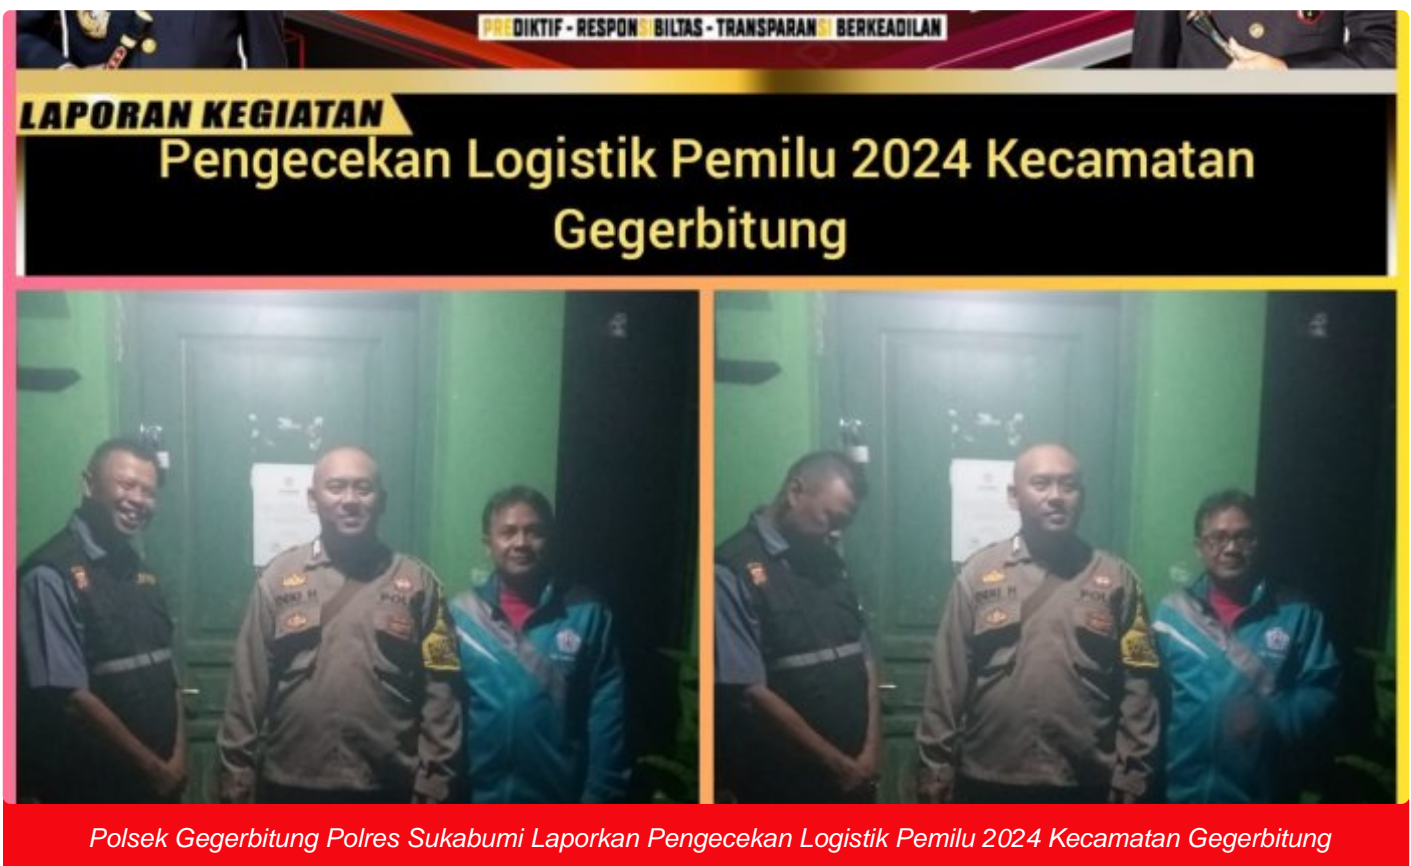 PREDIKTIF - RESPONSIBILTAS - TRANSPARANSI BERKEADILAN
LAPORAN KEGIATAN
Pengecekan Logistik Pemilu 2024 Kecamatan
Gegerbitung
Polsek Gegerbitung Polres Sukabumi Laporkan Pengecekan Logistik Pemilu 2024 Kecamatan Gegerbitung